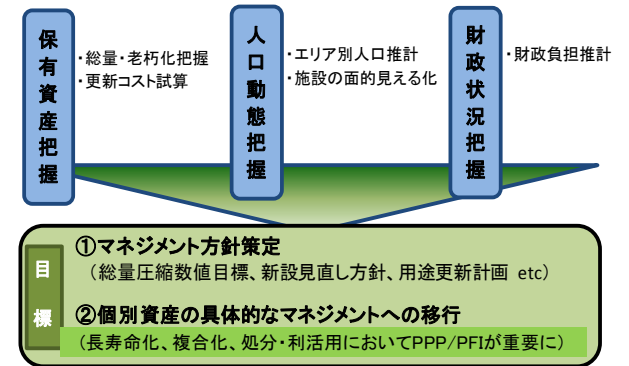 保有資産把握
・総量・老朽化把握
・更新コスト試算
人口動態把握
・エリア別人口推計
・施設の面的見える化
財政状況把握
・財政負担推計
目標
①マネジメント方針策定
（総量圧縮数値目標、新設見直し方針、用途更新計画 etc）
②個別資産の具体的なマネジメントへの移行
（長寿命化、複合化、処分・利活用においてPPP/PFIが重要に）